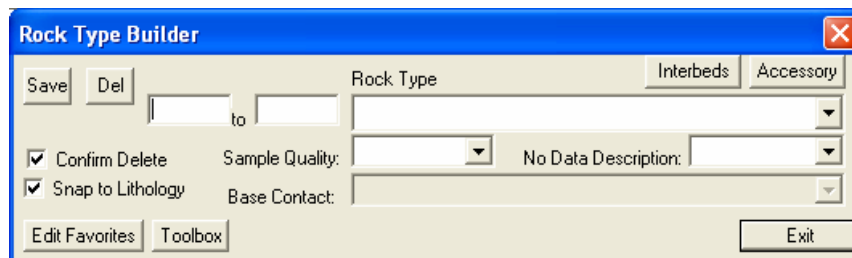 Rock Type Builder
Save Del Rock Type Interbeds Accessory
to
Confirm Delete Sample Quality: No Data Description:
Snap to Lithology Base Contact:
Edit Favorites Toolbox Exit